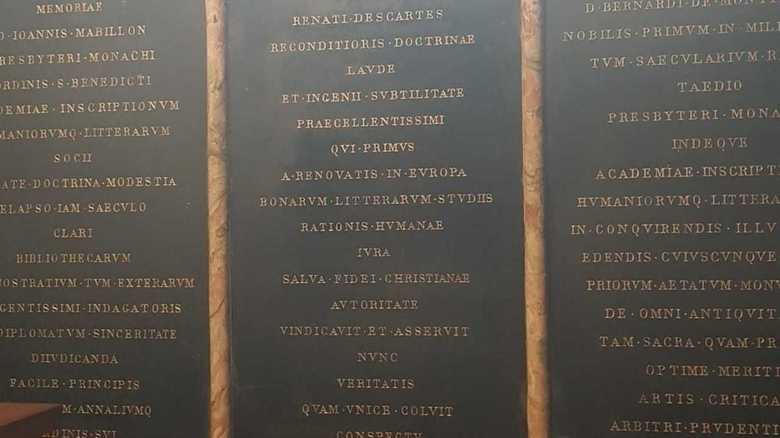 MEMORIAE
IOANNIS · MABILLON
PRESBYTERI · MONACHI
ORDINIS · S · BENEDICTI
INSCRIPTIONVM
LITTERARVM
SOCII
DOCTRINA · MODESTIA
ELAPSO · IAM · SAECVLO
CLARI
BIBLIOTHECARVM
NOSTRATIVM · TVM · EXTERARVM
INDAGATORIS
DIPLOMATVM · SINCERITATE
DIIVDICANDA
FACILE · PRINCIPIS
M · ANNALIVMQ
RDINIS · SVI
RENATI · DESCARTES
RECONDITIORIS · DOCTRINAE
LAVDE
ET · INGENII · SVBTILITATE
PRAECELLENTISSIMI
QVI · PRIMVS
A · RENOVATIS · IN · EVROPA
BONARVM · LITTERARVM · STVDIIS
RATIONIS · HVMANAE
IVRA
SALVA · FIDEI · CHRISTIANAE
AVTORITATE
VINDICAVIT · ET · ASSERVIT
NVNC
VERITATIS
QVAM · VNICE · COLVIT
CONSPECTV
D · BERNARDI · DE · MONT
NOBILIS · PRIMVM · IN · MIL
TVM · SAECVLARIVM · R
TAEDIO
PRESBYTERI · MONA
INDEQVE
ACADEMIAE · INSCRIPT
HVMANIORVMQ · LITTERA
IN · CONQVIRENDIS · ILLV
EDENDIS · CVIVSCVNQVE
PRIORVM · AETATVM · MONV
DE · OMNI · ANTIQVIT
TAM · SACRA · QVAM · PR
OPTIME · MERITI
ARTIS · CRITICA
ARBITRI · PRVDENTI